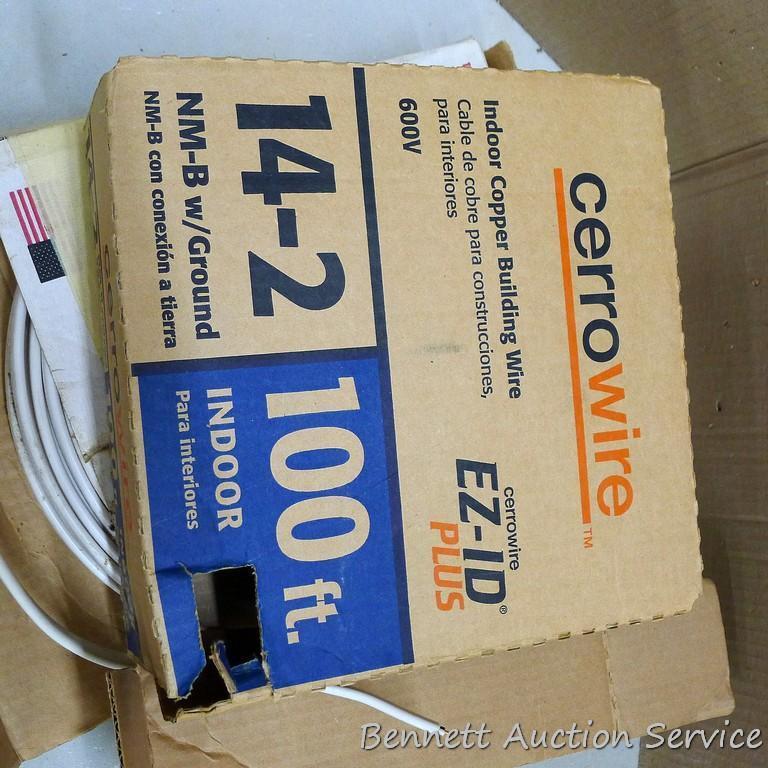 cerrowire™
Indoor Copper Building Wire
Cable de cobre para construcciones,
para interiores
600V
cerrowire
EZ-ID®
PLUS
14-2
NM-B w/Ground
NM-B con conexión a tierra
100 ft.
INDOOR
Para interiores
cerrowire
Bennett Auction Service